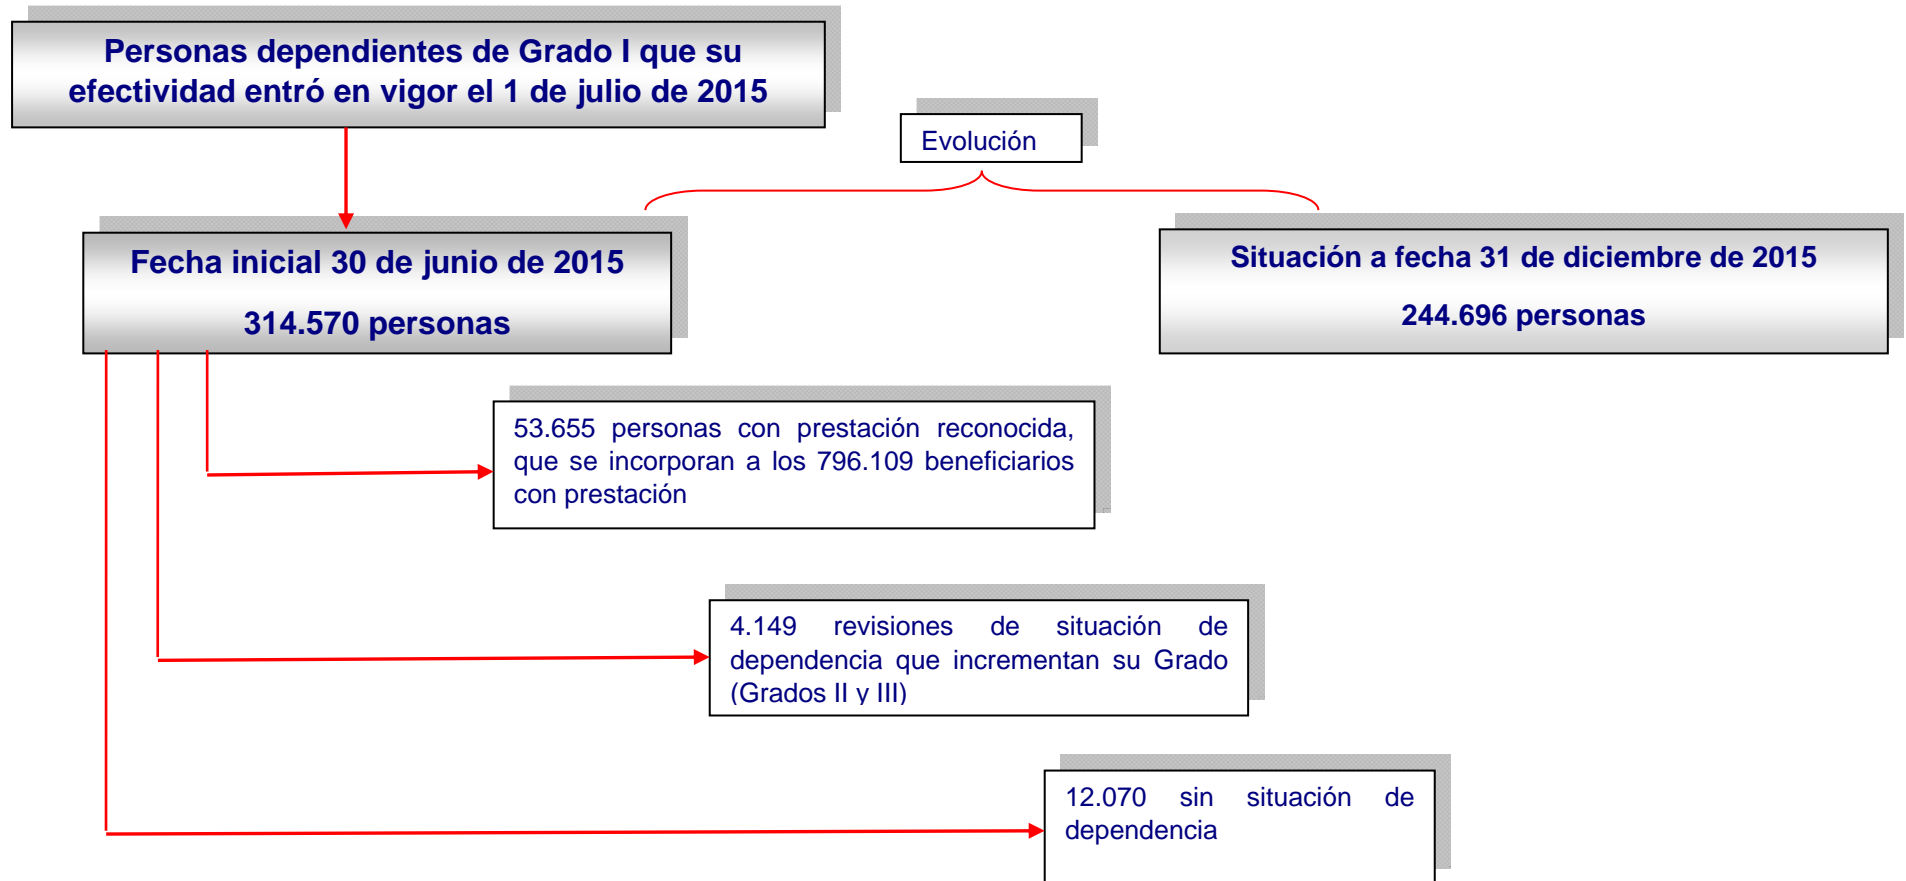 Personas dependientes de Grado I que su
efectividad entró en vigor el 1 de julio de 2015
Evolución
Fecha inicial 30 de junio de 2015
314.570 personas
Situación a fecha 31 de diciembre de 2015
244.696 personas
53.655 personas con prestación reconocida,
que se incorporan a los 796.109 beneficiarios
con prestación
4.149 revisiones de situación de
dependencia que incrementan su Grado
(Grados II y III)
12.070 sin situación de
dependencia